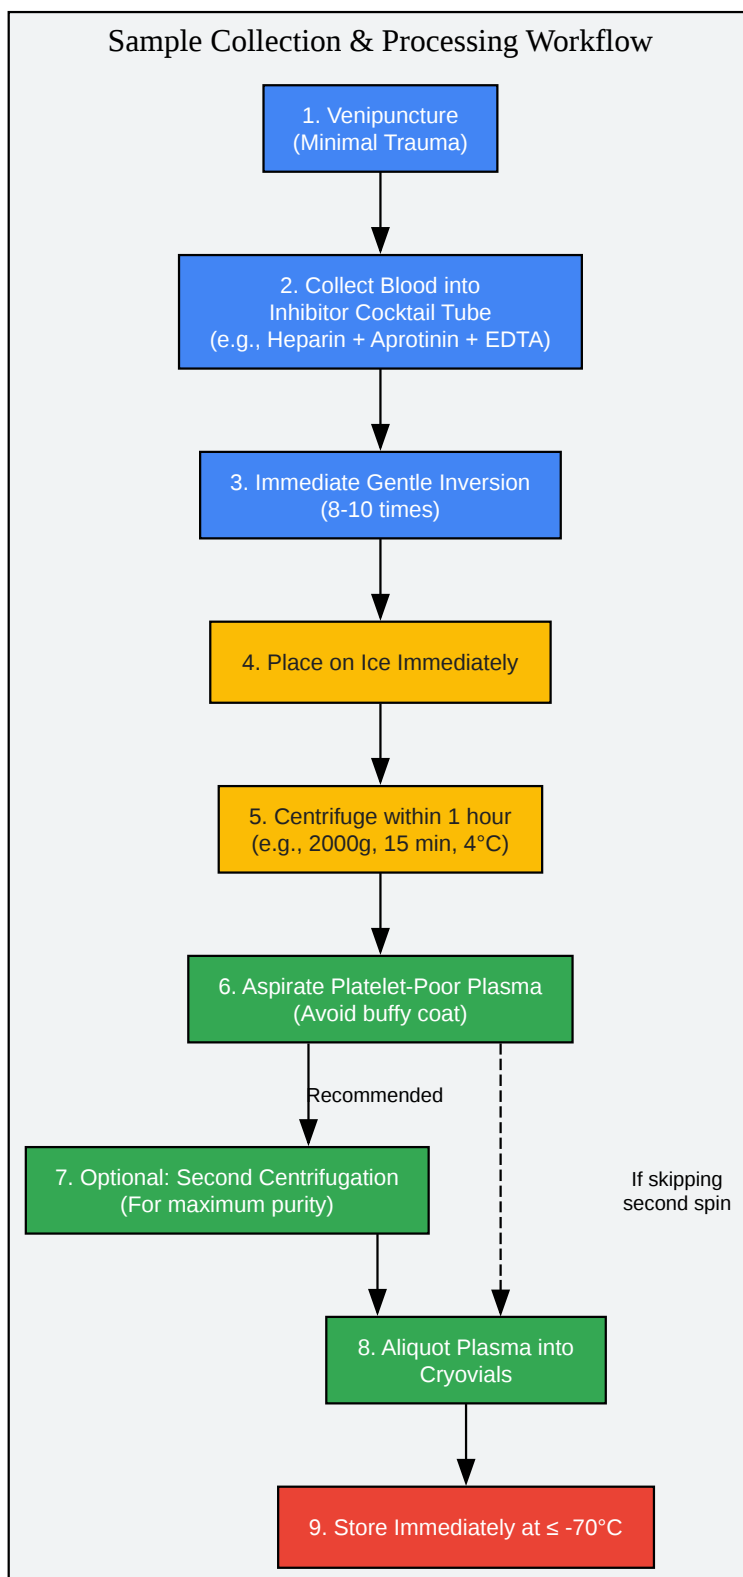 Sample Collection & Processing Workflow
1. Venipuncture
(Minimal Trauma)
2. Collect Blood into
Inhibitor Cocktail Tube
(e.g., Heparin + Aprotinin + EDTA)
3. Immediate Gentle Inversion
(8-10 times)
4. Place on Ice Immediately
5. Centrifuge within 1 hour
(e.g., 2000g, 15 min, 4°C)
6. Aspirate Platelet-Poor Plasma
(Avoid buffy coat)
Recommended
7. Optional: Second Centrifugation
(For maximum purity)
If skipping
second spin
8. Aliquot Plasma into
Cryovials
9. Store Immediately at ≤ -70°C